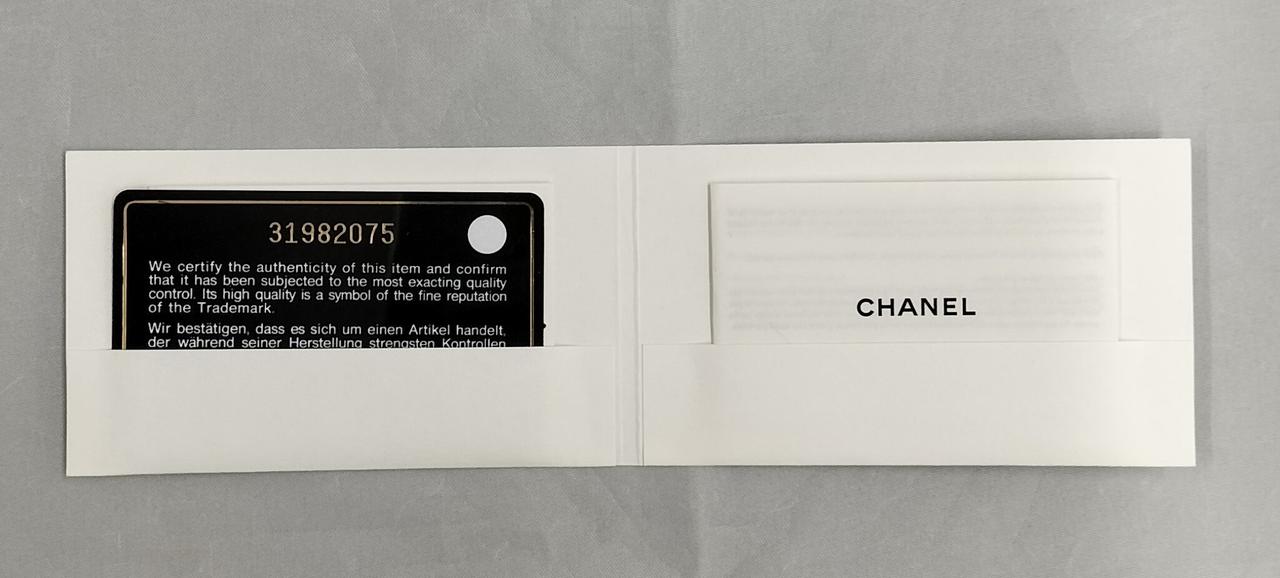 31982075
We certify the authenticity of this item and confirm
that it has been subjected to the most exacting quality
control. Its high quality is a symbol of the fine reputation
of the Trademark.
Wir bestätigen, dass es sich um einen Artikel handelt,
der während seiner Herstellung strengsten Kontrollen
CHANEL